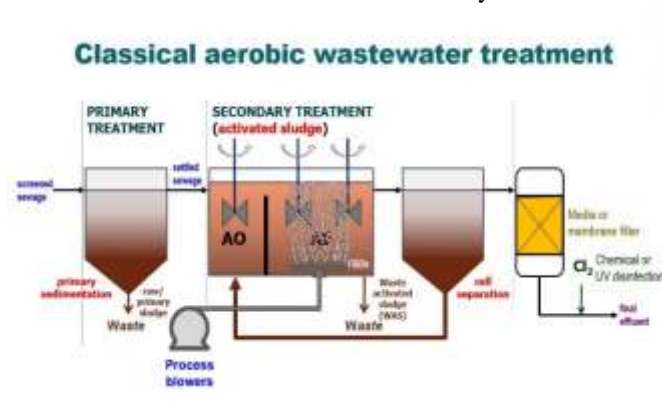 Classical aerobic wastewater treatment
PRIMARY
TREATMENT
SECONDARY TREATMENT
(activated sludge)
screened
sewage
settled
sewage
AO
primary
sedimentation
raw/
primary
sludge
Waste
Process
blowers
Waste
activated
sludge
(WAS)
Waste
cell
separation
Media or
membrane filter
Cl2
Chemical or
UV disinfection
final
effluent